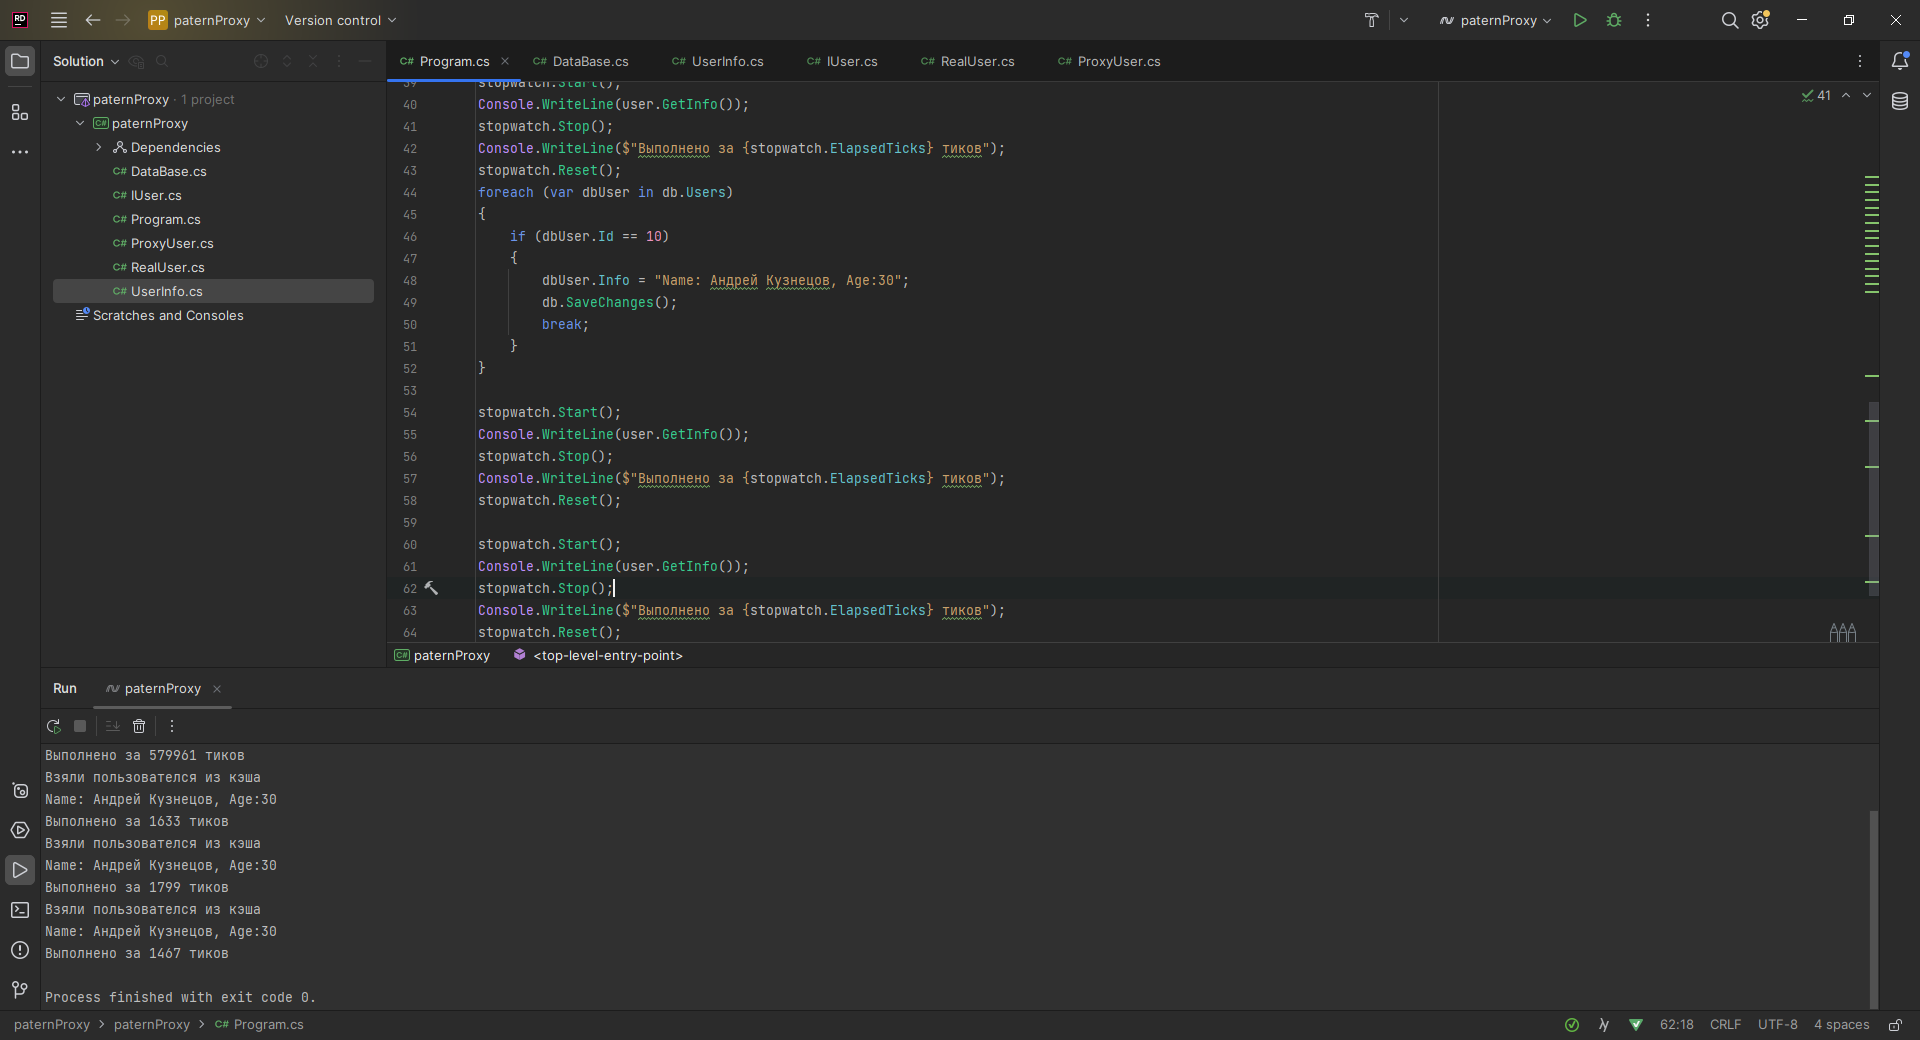 RD PP paternProxy Version control paternProxy
Solution
Program.cs DataBase.cs UserInfo.cs IUser.cs RealUser.cs ProxyUser.cs
paternProxy · 1 project
paternProxy
Dependencies
C# DataBase.cs
C# IUser.cs
C# Program.cs
C# ProxyUser.cs
C# RealUser.cs
C# UserInfo.cs
Scratches and Consoles
41
39 stopwatch.Start();
40 Console.WriteLine(user.GetInfo());
41 stopwatch.Stop();
42 Console.WriteLine($"Выполнено за {stopwatch.ElapsedTicks} тиков");
43 stopwatch.Reset();
44 foreach (var dbUser in db.Users)
45 {
46 if (dbUser.Id == 10)
47 {
48 dbUser.Info = "Name: Андрей Кузнецов, Age:30";
49 db.SaveChanges();
50 break;
51 }
52 }
53
54 stopwatch.Start();
55 Console.WriteLine(user.GetInfo());
56 stopwatch.Stop();
57 Console.WriteLine($"Выполнено за {stopwatch.ElapsedTicks} тиков");
58 stopwatch.Reset();
59
60 stopwatch.Start();
61 Console.WriteLine(user.GetInfo());
62 stopwatch.Stop();
63 Console.WriteLine($"Выполнено за {stopwatch.ElapsedTicks} тиков");
64 stopwatch.Reset();
C# paternProxy <top-level-entry-point>
Run paternProxy
Выполнено за 579961 тиков
Взяли пользователся из кэша
Name: Андрей Кузнецов, Age:30
Выполнено за 1633 тиков
Взяли пользователся из кэша
Name: Андрей Кузнецов, Age:30
Выполнено за 1799 тиков
Взяли пользователся из кэша
Name: Андрей Кузнецов, Age:30
Выполнено за 1467 тиков
Process finished with exit code 0.
paternProxy > paternProxy > C# Program.cs 62:18 CRLF UTF-8 4 spaces